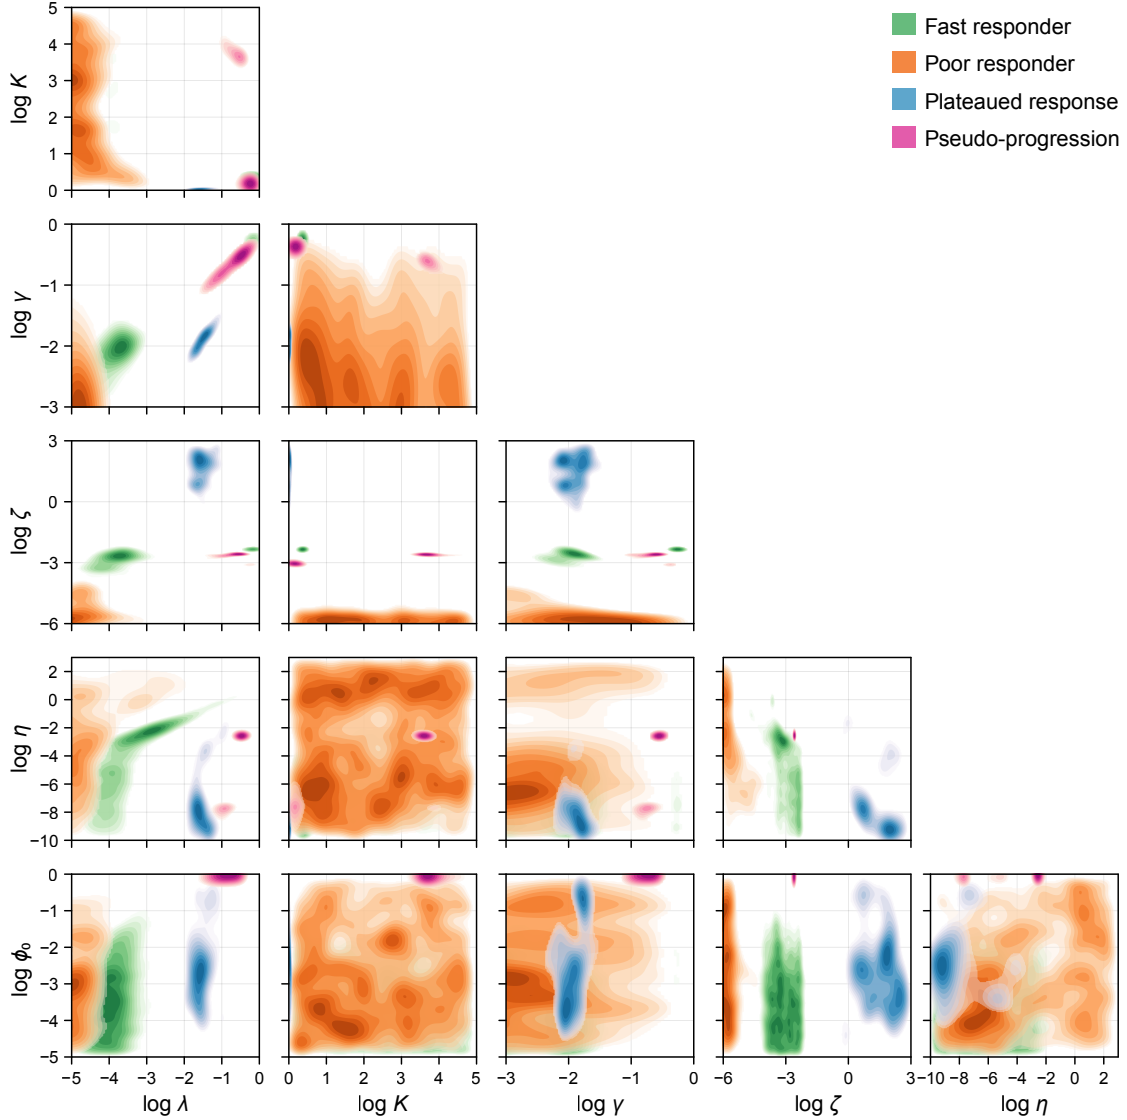 Fast responder
Poor responder
Plateaued response
Pseudo-progression
5
4
3
2
1
0
log K
0
−1
−2
−3
log γ
3
0
−3
−6
log ζ
2
0
−2
−4
−6
−8
−10
log η
0
−1
−2
−3
−4
−5
log ϕ₀
−5 −4 −3 −2 −1 0
0 1 2 3 4 5
−3 −2 −1 0
−6 −3 0 3
−10 −8 −6 −4 −2 0 2
log λ
log K
log γ
log ζ
log η